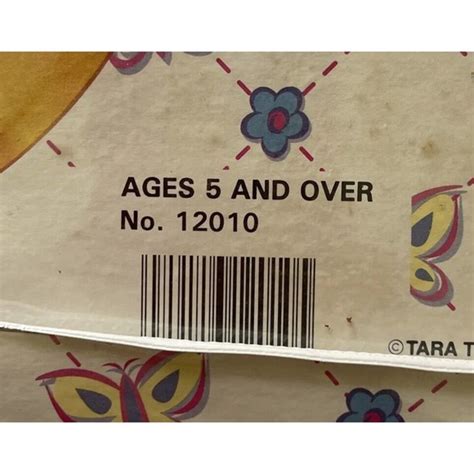 AGES 5 AND OVER
No. 12010
©TARA T